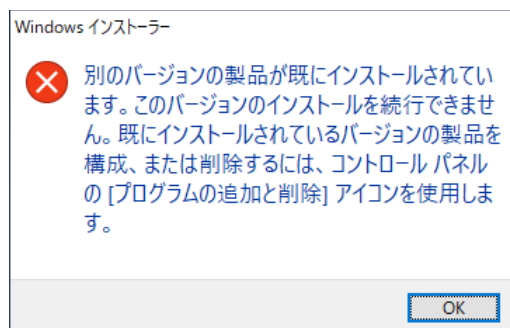 Windows インストーラー
別のバージョンの製品が既にインストールされてい
ます。このバージョンのインストールを続行できませ
ん。既にインストールされているバージョンの製品を
構成、または削除するには、コントロール パネル
の [プログラムの追加と削除] アイコンを使用しま
す。
OK